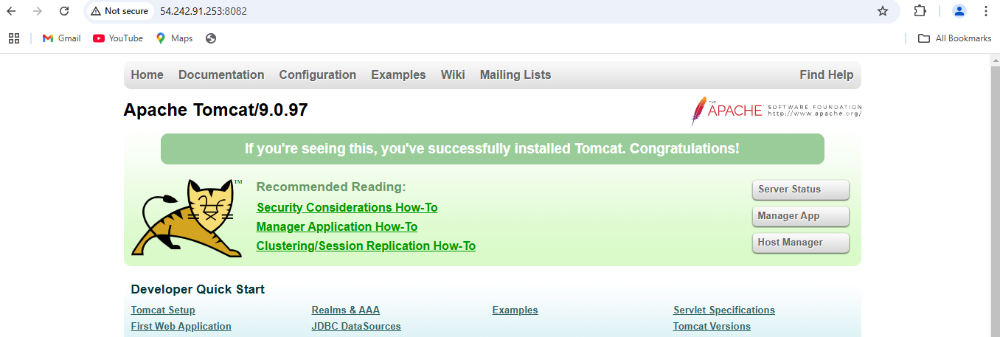 Not secure 54.242.91.253:8082
Gmail YouTube Maps All Bookmarks
Home Documentation Configuration Examples Wiki Mailing Lists Find Help
Apache Tomcat/9.0.97
THE APACHE SOFTWARE FOUNDATION
http://www.apache.org/
If you're seeing this, you've successfully installed Tomcat. Congratulations!
TM
Recommended Reading:
Security Considerations How-To
Manager Application How-To
Clustering/Session Replication How-To
Server Status
Manager App
Host Manager
Developer Quick Start
Tomcat Setup Realms & AAA Examples Servlet Specifications
First Web Application JDBC DataSources Tomcat Versions